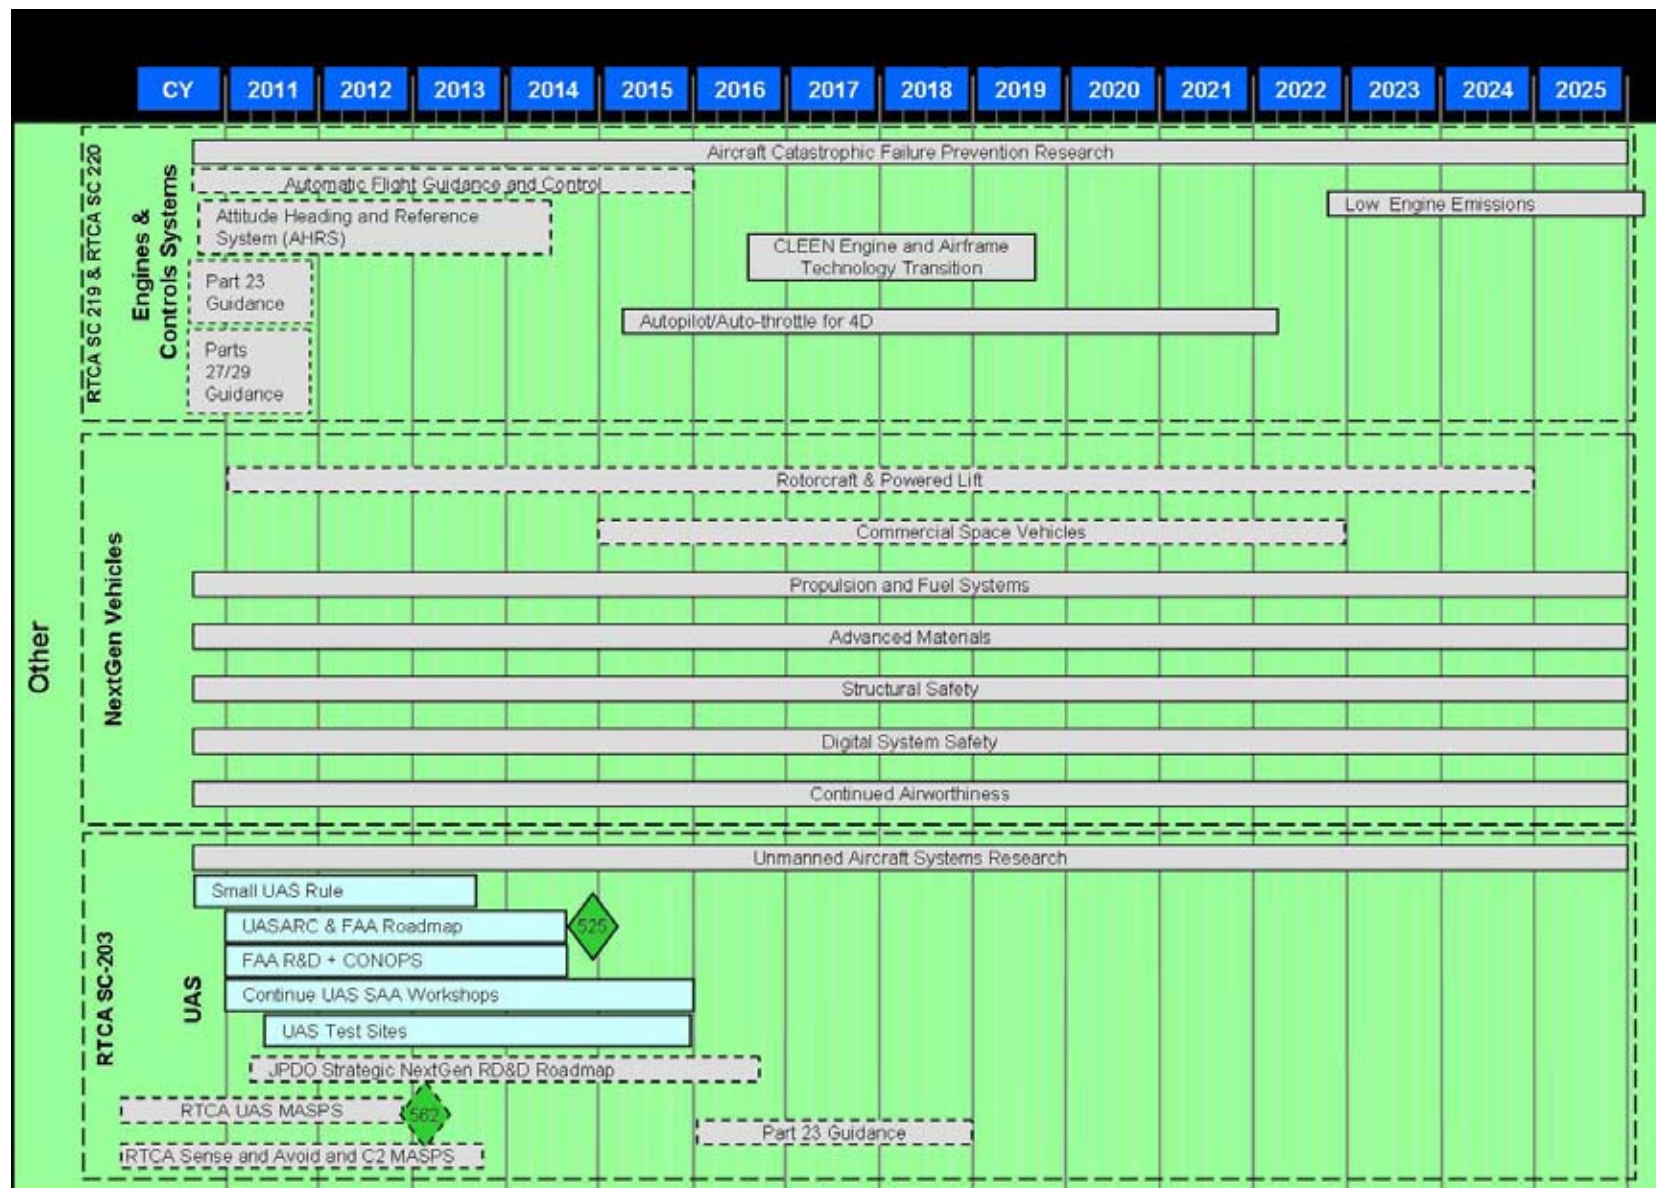 CY 2011 2012 2013 2014 2015 2016 2017 2018 2019 2020 2021 2022 2023 2024 2025
Other
RTCA SC 219 & RTCA SC 220
Engines &
Controls Systems
Aircraft Catastrophic Failure Prevention Research
Automatic Flight Guidance and Control
Low Engine Emissions
Attitude Heading and Reference
System (AHRS)
CLEEN Engine and Airframe
Technology Transition
Part 23
Guidance
Autopilot/Auto-throttle for 4D
Parts
27/29
Guidance
NextGen Vehicles
Rotorcraft & Powered Lift
Commercial Space Vehicles
Propulsion and Fuel Systems
Advanced Materials
Structural Safety
Digital System Safety
Continued Airworthiness
RTCA SC-203
UAS
Unmanned Aircraft Systems Research
Small UAS Rule
UASARC & FAA Roadmap
525
FAA R&D + CONOPS
Continue UAS SAA Workshops
UAS Test Sites
JPDO Strategic NextGen RD&D Roadmap
RTCA UAS MASPS
562
Part 23 Guidance
RTCA Sense and Avoid and C2 MASPS